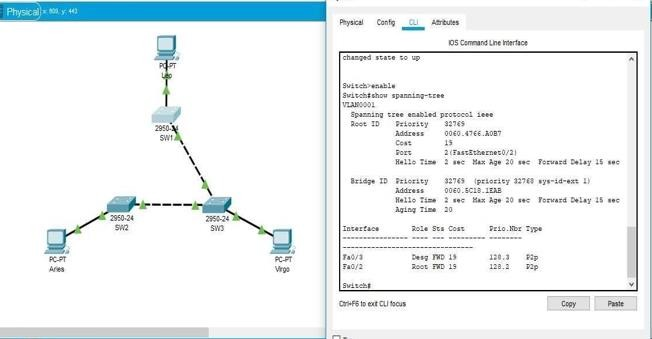 Physical x: 809, y: 443
PC-PT
Leo
2950-24
SW1
2950-24
SW2
2950-24
SW3
PC-PT
Aries
PC-PT
Virgo
Physical Config CLI Attributes
IOS Command Line Interface
changed state to up
Switch>enable
Switch#show spanning-tree
VLAN0001
Spanning tree enabled protocol ieee
Root ID Priority 32769
Address 0060.4766.A0B7
Cost 19
Port 2(FastEthernet0/2)
Hello Time 2 sec Max Age 20 sec Forward Delay 15 sec
Bridge ID Priority 32769 (priority 32768 sys-id-ext 1)
Address 0060.5C18.1EAB
Hello Time 2 sec Max Age 20 sec Forward Delay 15 sec
Aging Time 20
Interface Role Sts Cost Prio.Nbr Type
---------------- ---- --- --------- -------- --------------------------------
Fa0/3 Desg FWD 19 128.3 P2p
Fa0/2 Root FWD 19 128.2 P2p
Switch#
Ctrl+F6 to exit CLI focus
Copy Paste